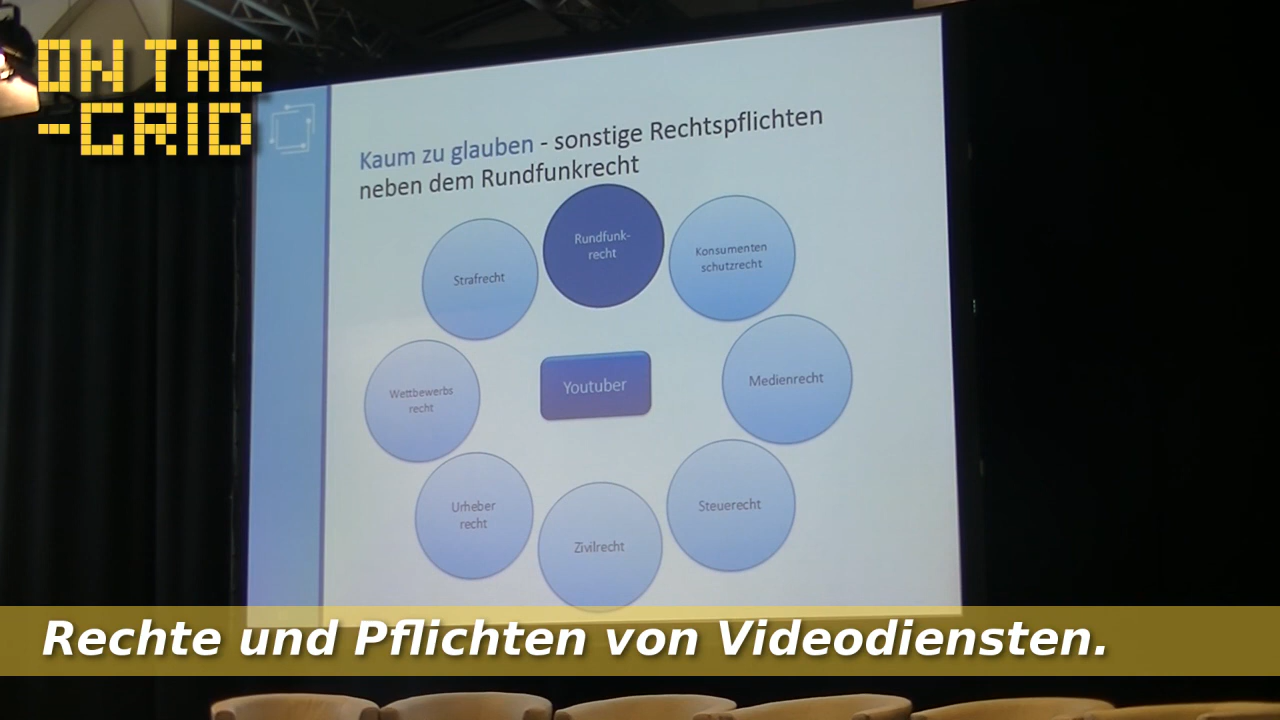 ON THE
-GRID
Kaum zu glauben - sonstige Rechtspflichten
neben dem Rundfunkrecht
Rundfunk-
recht
Konsumenten
schutzrecht
Medienrecht
Steuerecht
Zivilrecht
Urheber
recht
Wettbewerbs
recht
Strafrecht
Youtuber
Rechte und Pflichten von Videodiensten.